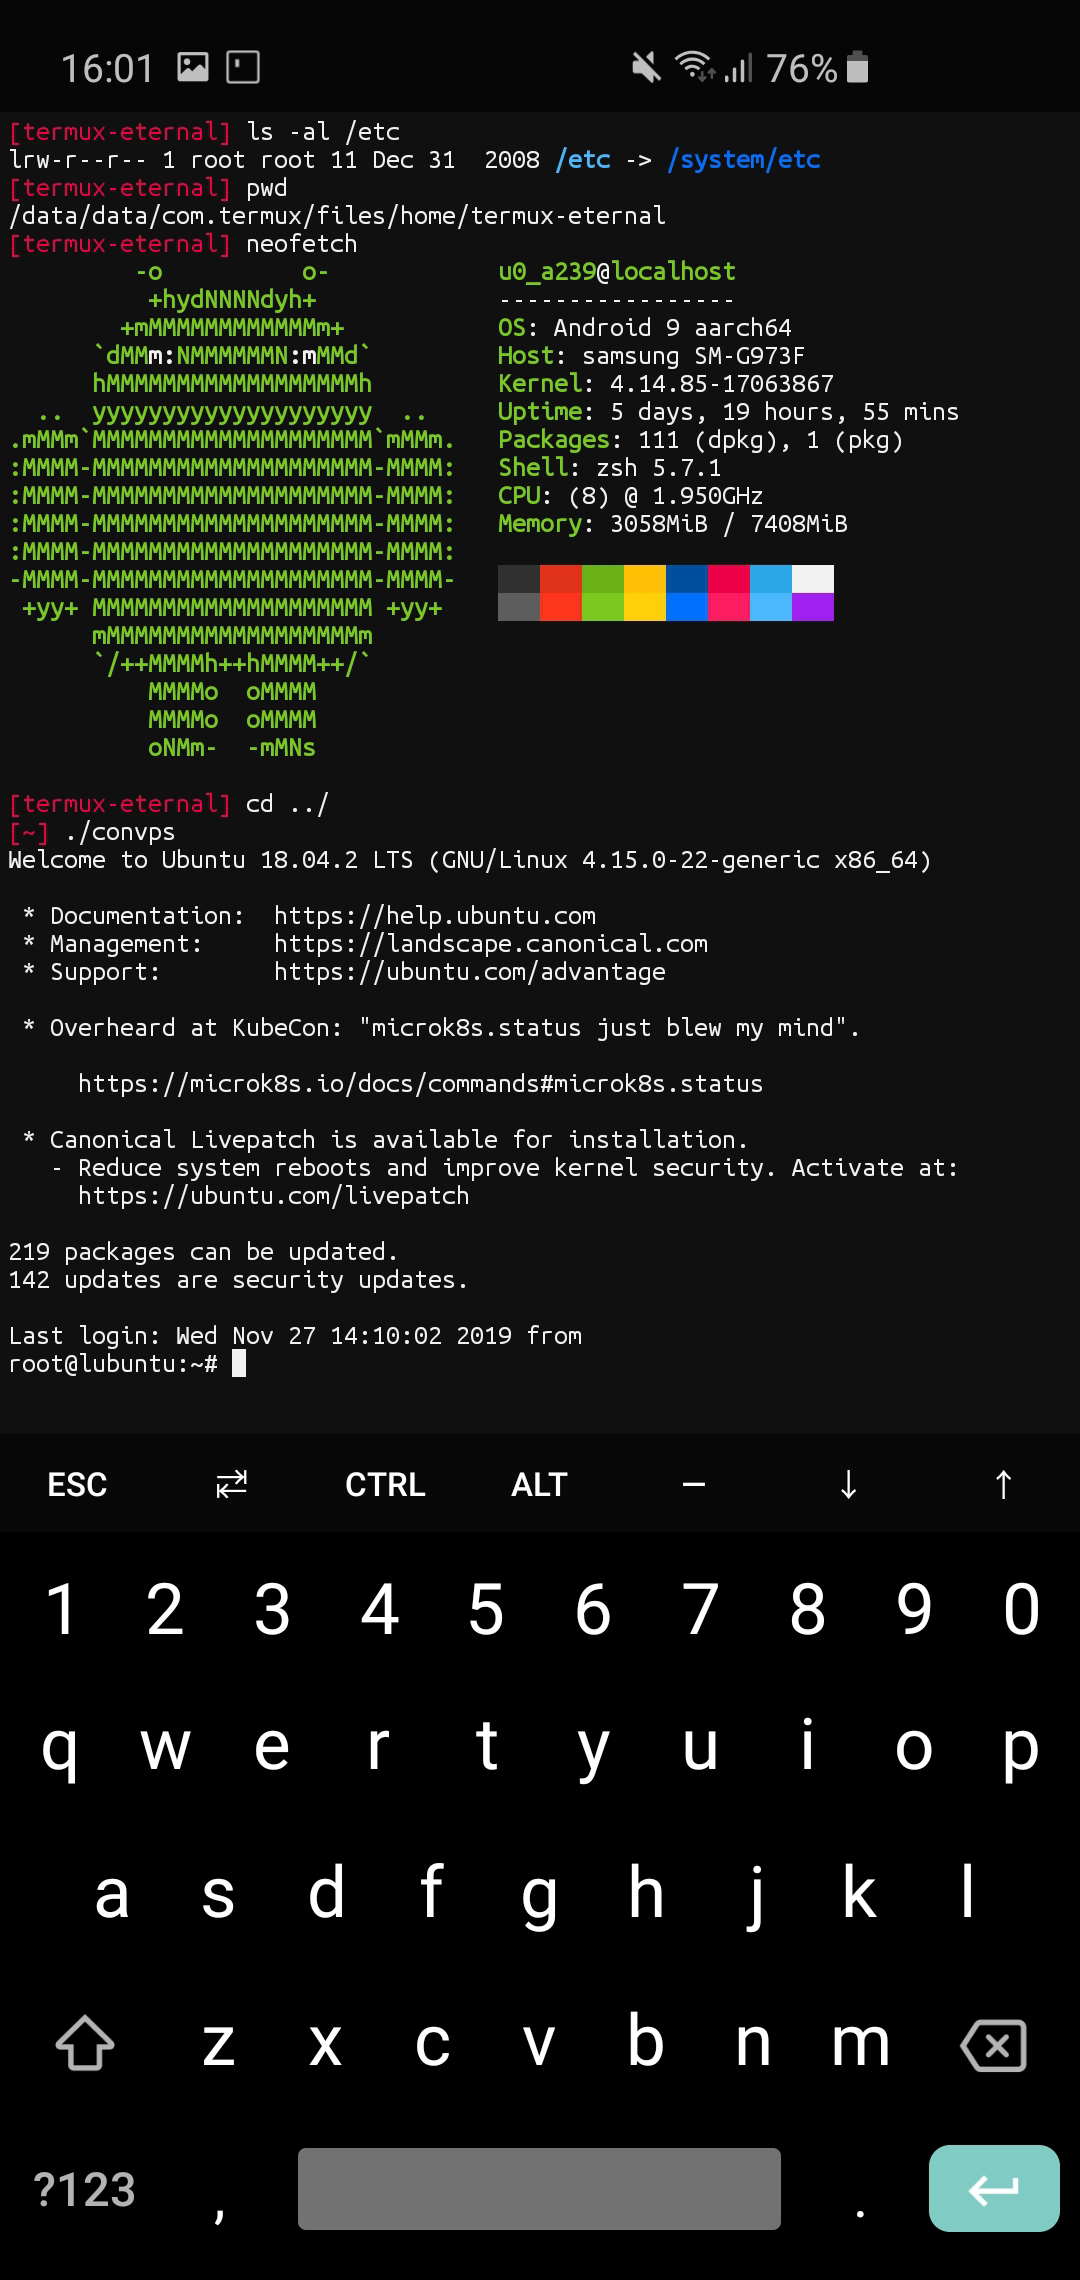 16:01 76%
[termux-eternal] ls -al /etc
lrw-r--r-- 1 root root 11 Dec 31  2008 /etc -> /system/etc
[termux-eternal] pwd
/data/data/com.termux/files/home/termux-eternal
[termux-eternal] neofetch
         -o          o-            u0_a239@localhost
          +hydNNNNdyh+             -----------------
        +mMMMMMMMMMMMMm+           OS: Android 9 aarch64
      `dMMm:NMMMMMMN:mMMd`         Host: samsung SM-G973F
      hMMMMMMMMMMMMMMMMMMh         Kernel: 4.14.85-17063867
  ..  yyyyyyyyyyyyyyyyyyyy  ..     Uptime: 5 days, 19 hours, 55 mins
.mMMm`MMMMMMMMMMMMMMMMMMMM`mMMm.   Packages: 111 (dpkg), 1 (pkg)
:MMMM-MMMMMMMMMMMMMMMMMMMM-MMMM:   Shell: zsh 5.7.1
:MMMM-MMMMMMMMMMMMMMMMMMMM-MMMM:   CPU: (8) @ 1.950GHz
:MMMM-MMMMMMMMMMMMMMMMMMMM-MMMM:   Memory: 3058MiB / 7408MiB
:MMMM-MMMMMMMMMMMMMMMMMMMM-MMMM:
-MMMM-MMMMMMMMMMMMMMMMMMMM-MMMM-
 +yy+ MMMMMMMMMMMMMMMMMMMM +yy+
      mMMMMMMMMMMMMMMMMMMm
      `/++MMMMh++hMMMM++/`
          MMMMo  oMMMM
          MMMMo  oMMMM
          oNMm-  -mMNs
[termux-eternal] cd ../
[~] ./convps
Welcome to Ubuntu 18.04.2 LTS (GNU/Linux 4.15.0-22-generic x86_64)
 * Documentation:  https://help.ubuntu.com
 * Management:     https://landscape.canonical.com
 * Support:        https://ubuntu.com/advantage
 * Overheard at KubeCon: "microk8s.status just blew my mind".
     https://microk8s.io/docs/commands#microk8s.status
 * Canonical Livepatch is available for installation.
   - Reduce system reboots and improve kernel security. Activate at:
     https://ubuntu.com/livepatch
219 packages can be updated.
142 updates are security updates.
Last login: Wed Nov 27 14:10:02 2019 from
root@lubuntu:~#
ESC ⇄ CTRL ALT — ↓ ↑
1 2 3 4 5 6 7 8 9 0
q w e r t y u i o p
a s d f g h j k l
z x c v b n m
?123 , .